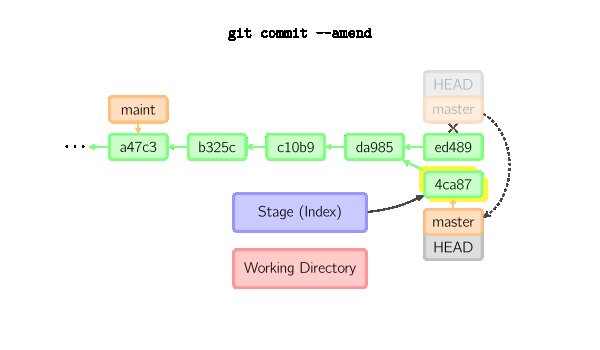 git commit --amend
HEAD
master
maint
... a47c3 b325c c10b9 da985 ed489
4ca87
Stage (Index)
master
HEAD
Working Directory